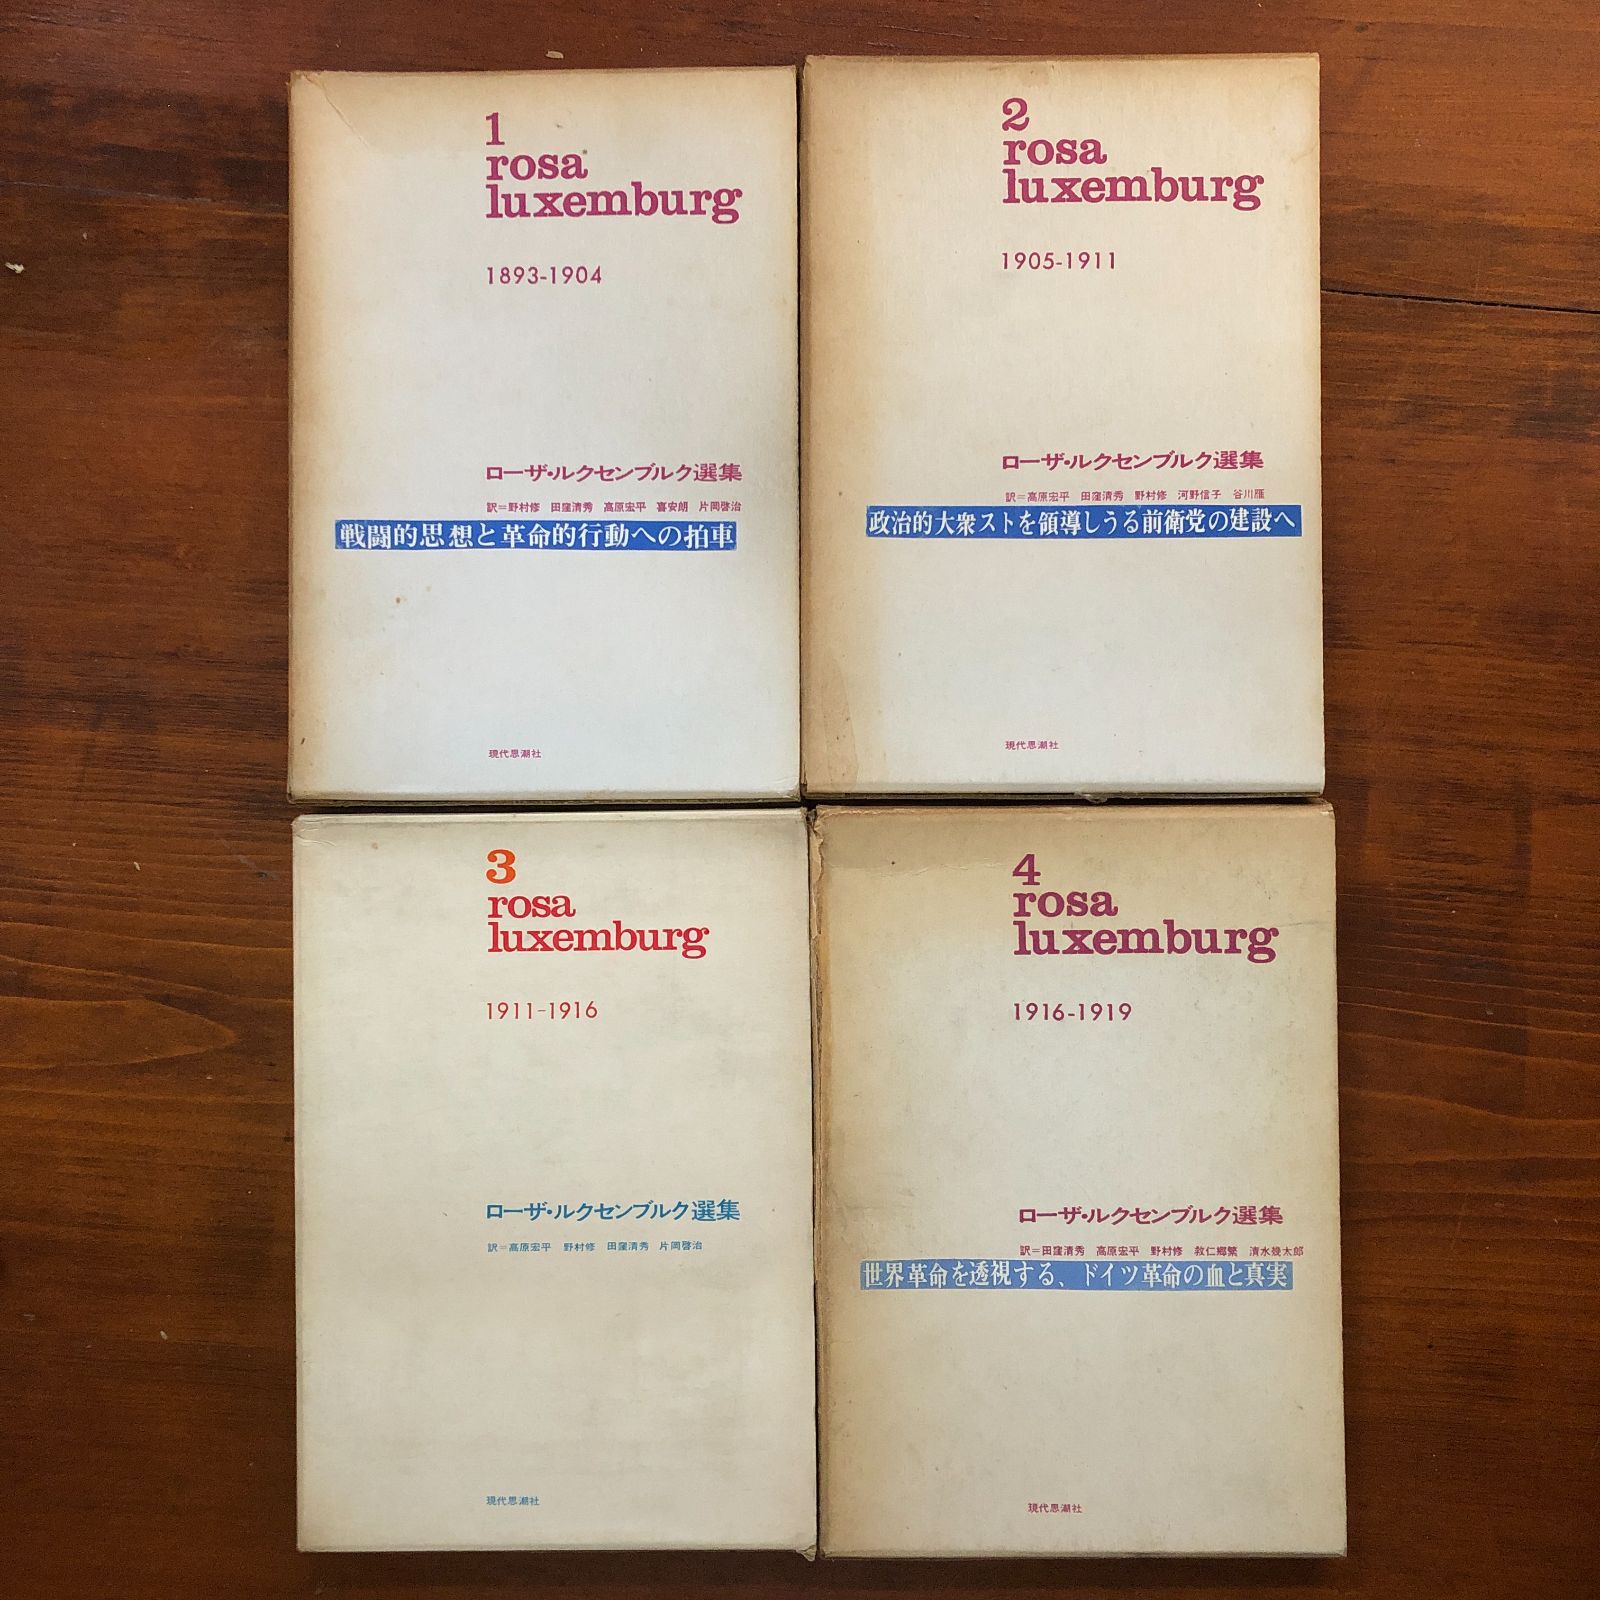 1
rosa
luxemburg
1893-1904
ローザ・ルクセンブルク選集
訳=野村修 田窪清秀 高原宏平 喜安朗 片岡啓治
戦闘的思想と革命的行動への拍車
現代思潮社
2
rosa
luxemburg
1905-1911
ローザ・ルクセンブルク選集
訳=高原宏平 田窪清秀 野村修 河野信子 谷川雁
政治的大衆ストを領導しうる前衛党の建設へ
現代思潮社
3
rosa
luxemburg
1911-1916
ローザ・ルクセンブルク選集
訳=高原宏平 野村修 田窪清秀 片岡啓治
現代思潮社
4
rosa
luxemburg
1916-1919
ローザ・ルクセンブルク選集
訳=田窪清秀 高原宏平 野村修 救仁郷繁 清水幾太郎
世界革命を透視する、ドイツ革命の血と真実
現代思潮社